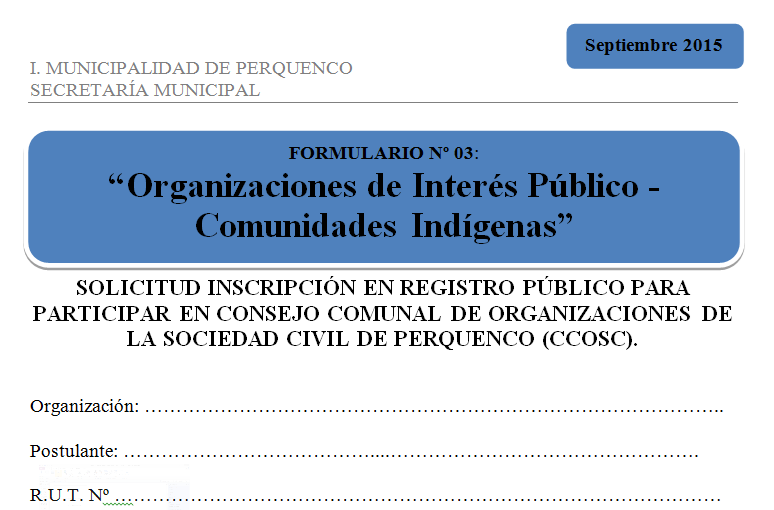 Septiembre 2015
I. MUNICIPALIDAD DE PERQUENCO
SECRETARÍA MUNICIPAL
FORMULARIO Nº 03:
“Organizaciones de Interés Público -
Comunidades Indígenas”
SOLICITUD INSCRIPCIÓN EN REGISTRO PÚBLICO PARA
PARTICIPAR EN CONSEJO COMUNAL DE ORGANIZACIONES DE
LA SOCIEDAD CIVIL DE PERQUENCO (CCOSC).
Organización: ………………………………………………………………………………..
Postulante: ……………………………………...………………………………………….
R.U.T. Nº ……………………………………………………………………………………